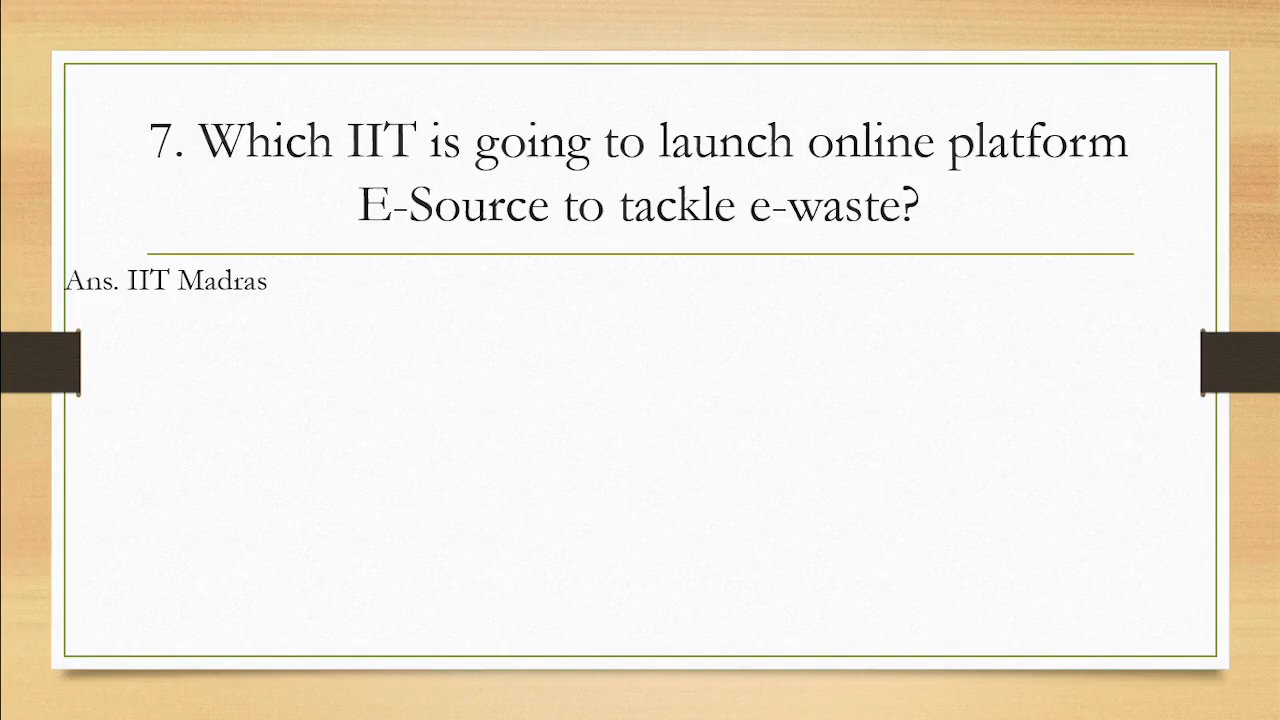 7. Which IIT is going to launch online platform
E-Source to tackle e-waste?
Ans. IIT Madras